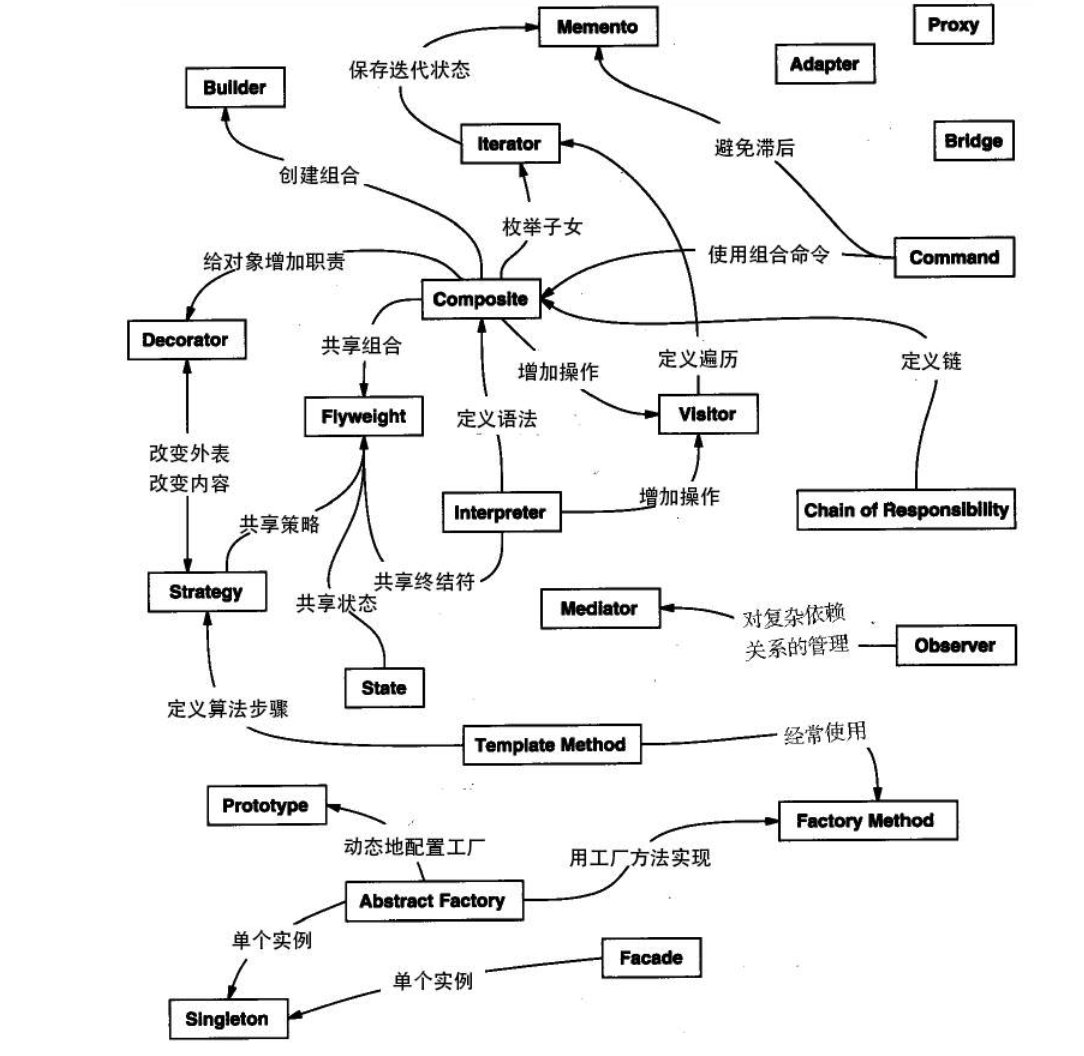 Memento
Proxy
Adapter
保存迭代状态
Builder
Iterator
避免滞后
Bridge
创建组合
枚举子女
给对象增加职责
使用组合命令
Command
Composite
Decorator
共享组合
增加操作
定义遍历
定义链
Flyweight
定义语法
Visitor
改变外表
改变内容
增加操作
Interpreter
Chain of Responsibility
共享策略
共享终结符
Strategy
共享状态
Mediator
对复杂依赖
关系的管理
Observer
State
定义算法步骤
Template Method
经常使用
Prototype
Factory Method
动态地配置工厂
用工厂方法实现
Abstract Factory
单个实例
Facade
单个实例
Singleton